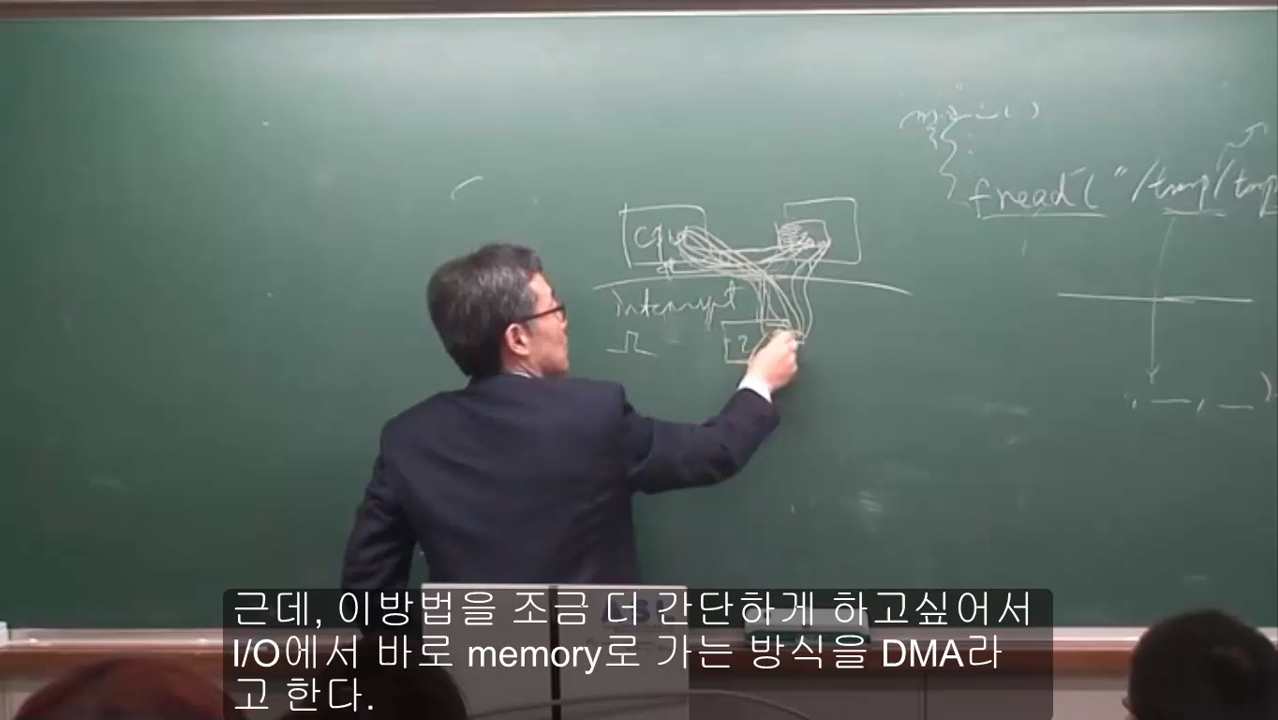 main()
{
fread("/tmp/tmp
cpu
interrupt
근데, 이방법을 조금 더 간단하게 하고싶어서
I/O에서 바로 memory로 가는 방식을 DMA라
고 한다.